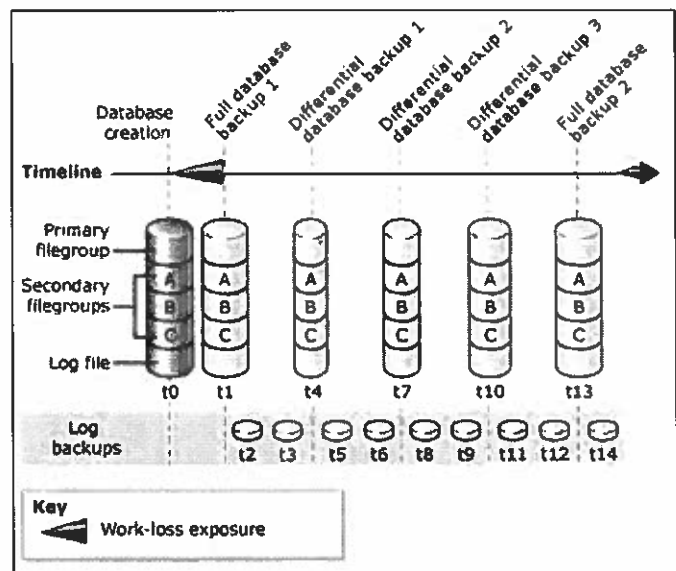 Database
creation
Full database
backup 1
Differential
database backup 1
Differential
database backup 2
Differential
database backup 3
Full database
backup 2
Timeline
Primary
filegroup
Secondary
filegroups
Log file
A
B
C
A
B
C
A
B
C
A
B
C
A
B
C
A
B
C
t0 t1 t4 t7 t10 t13
Log
backups
t2 t3 t5 t6 t8 t9 t11 t12 t14
Key
Work-loss exposure